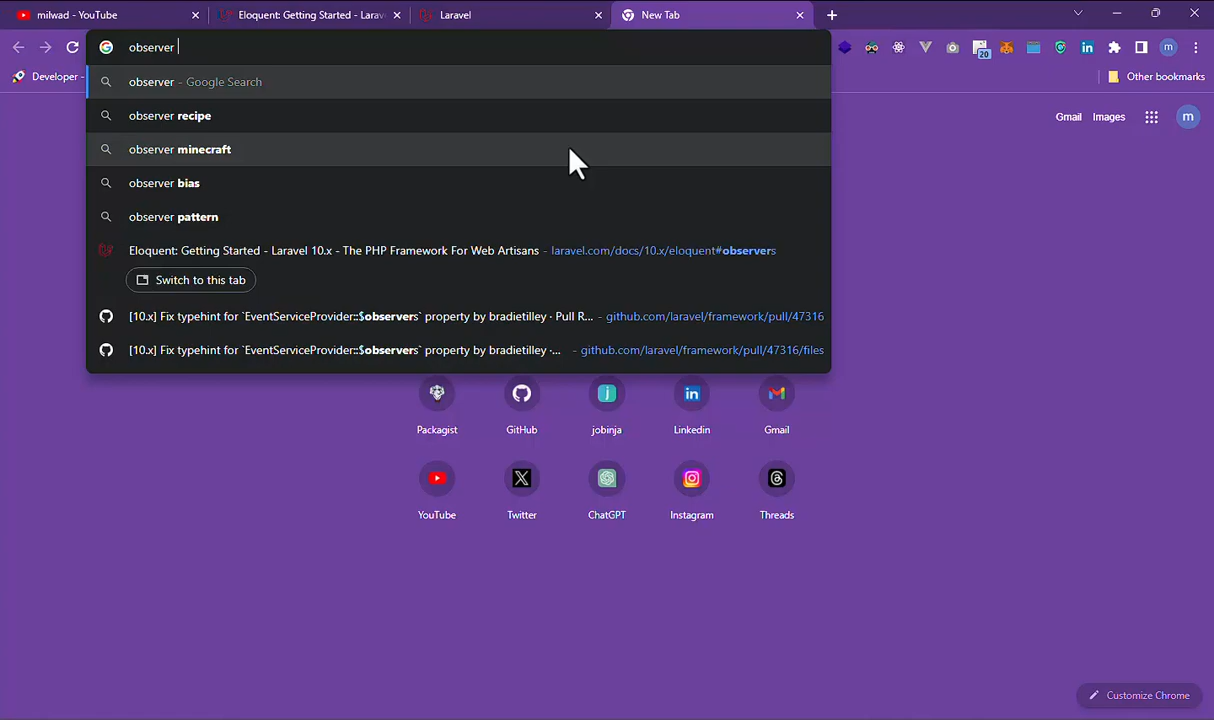 milwad - YouTube
Eloquent: Getting Started - Larav
Laravel
New Tab
observer
20
m
Developer -
Other bookmarks
observer - Google Search
observer recipe
observer minecraft
observer bias
observer pattern
Eloquent: Getting Started - Laravel 10.x - The PHP Framework For Web Artisans - laravel.com/docs/10.x/eloquent#observers
Switch to this tab
[10.x] Fix typehint for `EventServiceProvider::$observers` property by bradietilley · Pull R... - github.com/laravel/framework/pull/47316
[10.x] Fix typehint for `EventServiceProvider::$observers` property by bradietilley ·... - github.com/laravel/framework/pull/47316/files
Gmail
Images
m
Packagist
GitHub
jobinja
Linkedin
Gmail
YouTube
Twitter
ChatGPT
Instagram
Threads
Customize Chrome